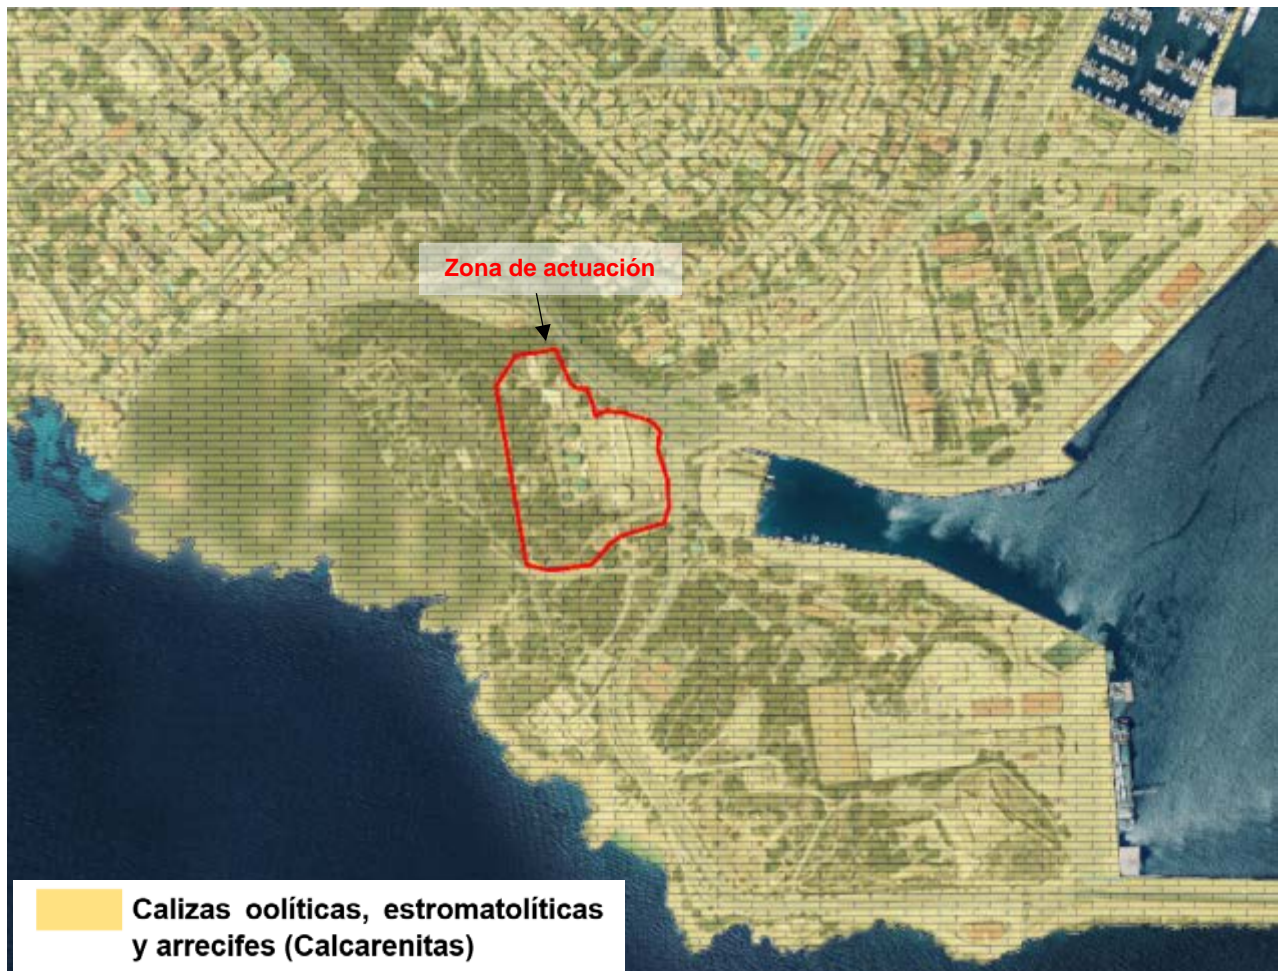 Zona de actuación
Calizas oolíticas, estromatolíticas
y arrecifes (Calcarenitas)